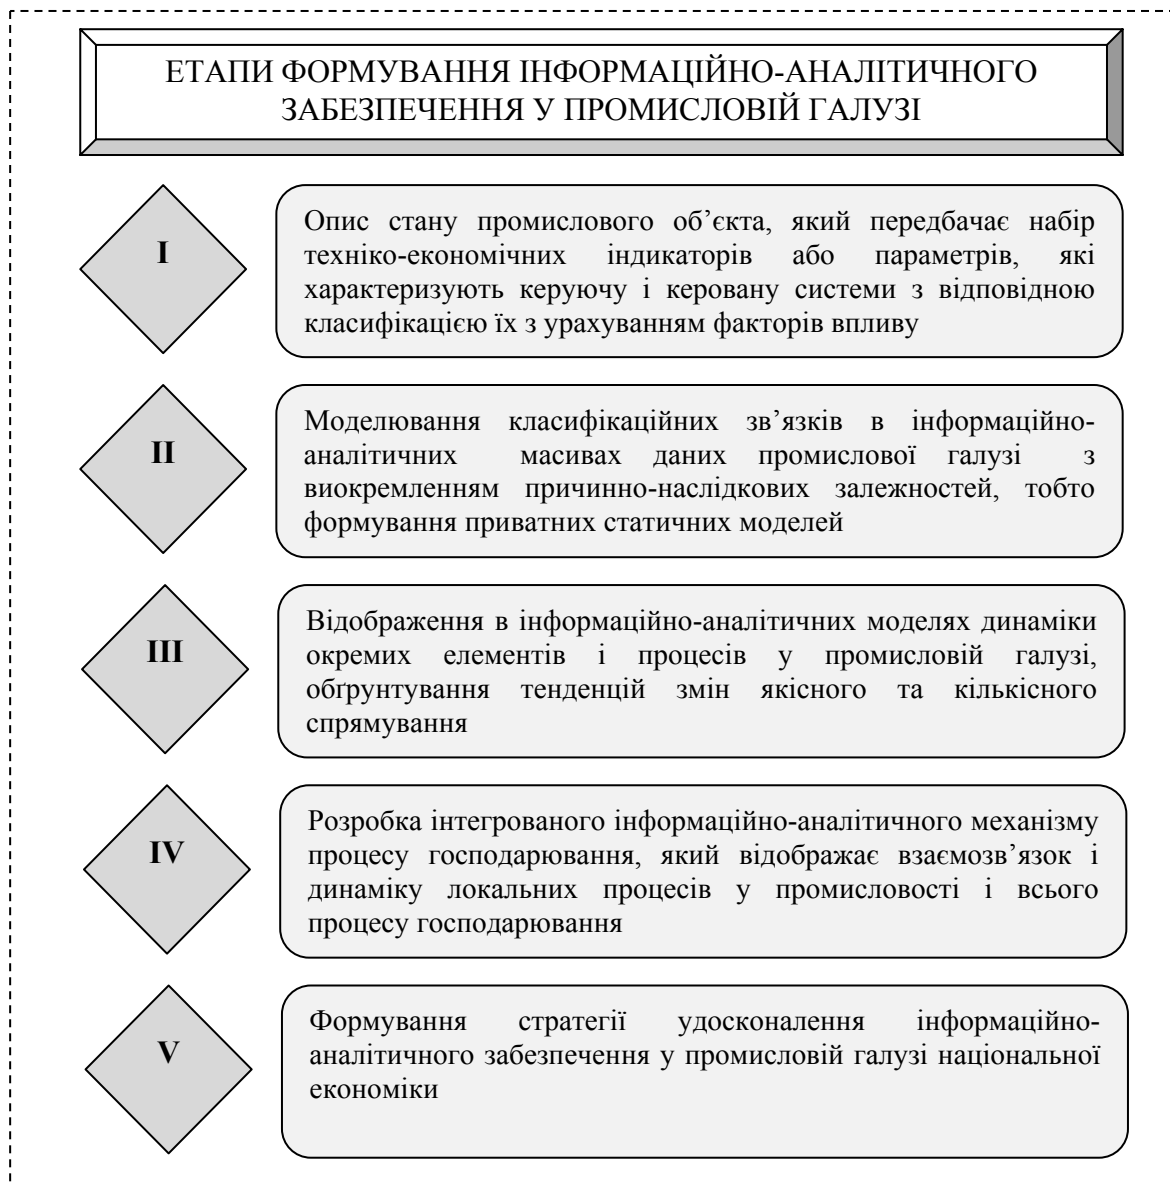 ЕТАПИ ФОРМУВАННЯ ІНФОРМАЦІЙНО-АНАЛІТИЧНОГО
ЗАБЕЗПЕЧЕННЯ У ПРОМИСЛОВІЙ ГАЛУЗІ
I
Опис стану промислового об’єкта, який передбачає набір
техніко-економічних індикаторів або параметрів, які
характеризують керуючу і керовану системи з відповідною
класифікацією їх з урахуванням факторів впливу
II
Моделювання класифікаційних зв’язків в інформаційно-
аналітичних масивах даних промислової галузі з
виокремленням причинно-наслідкових залежностей, тобто
формування приватних статичних моделей
III
Відображення в інформаційно-аналітичних моделях динаміки
окремих елементів і процесів у промисловій галузі,
обґрунтування тенденцій змін якісного та кількісного
спрямування
IV
Розробка інтегрованого інформаційно-аналітичного механізму
процесу господарювання, який відображає взаємозв’язок і
динаміку локальних процесів у промисловості і всього
процесу господарювання
V
Формування стратегії удосконалення інформаційно-
аналітичного забезпечення у промисловій галузі національної
економіки